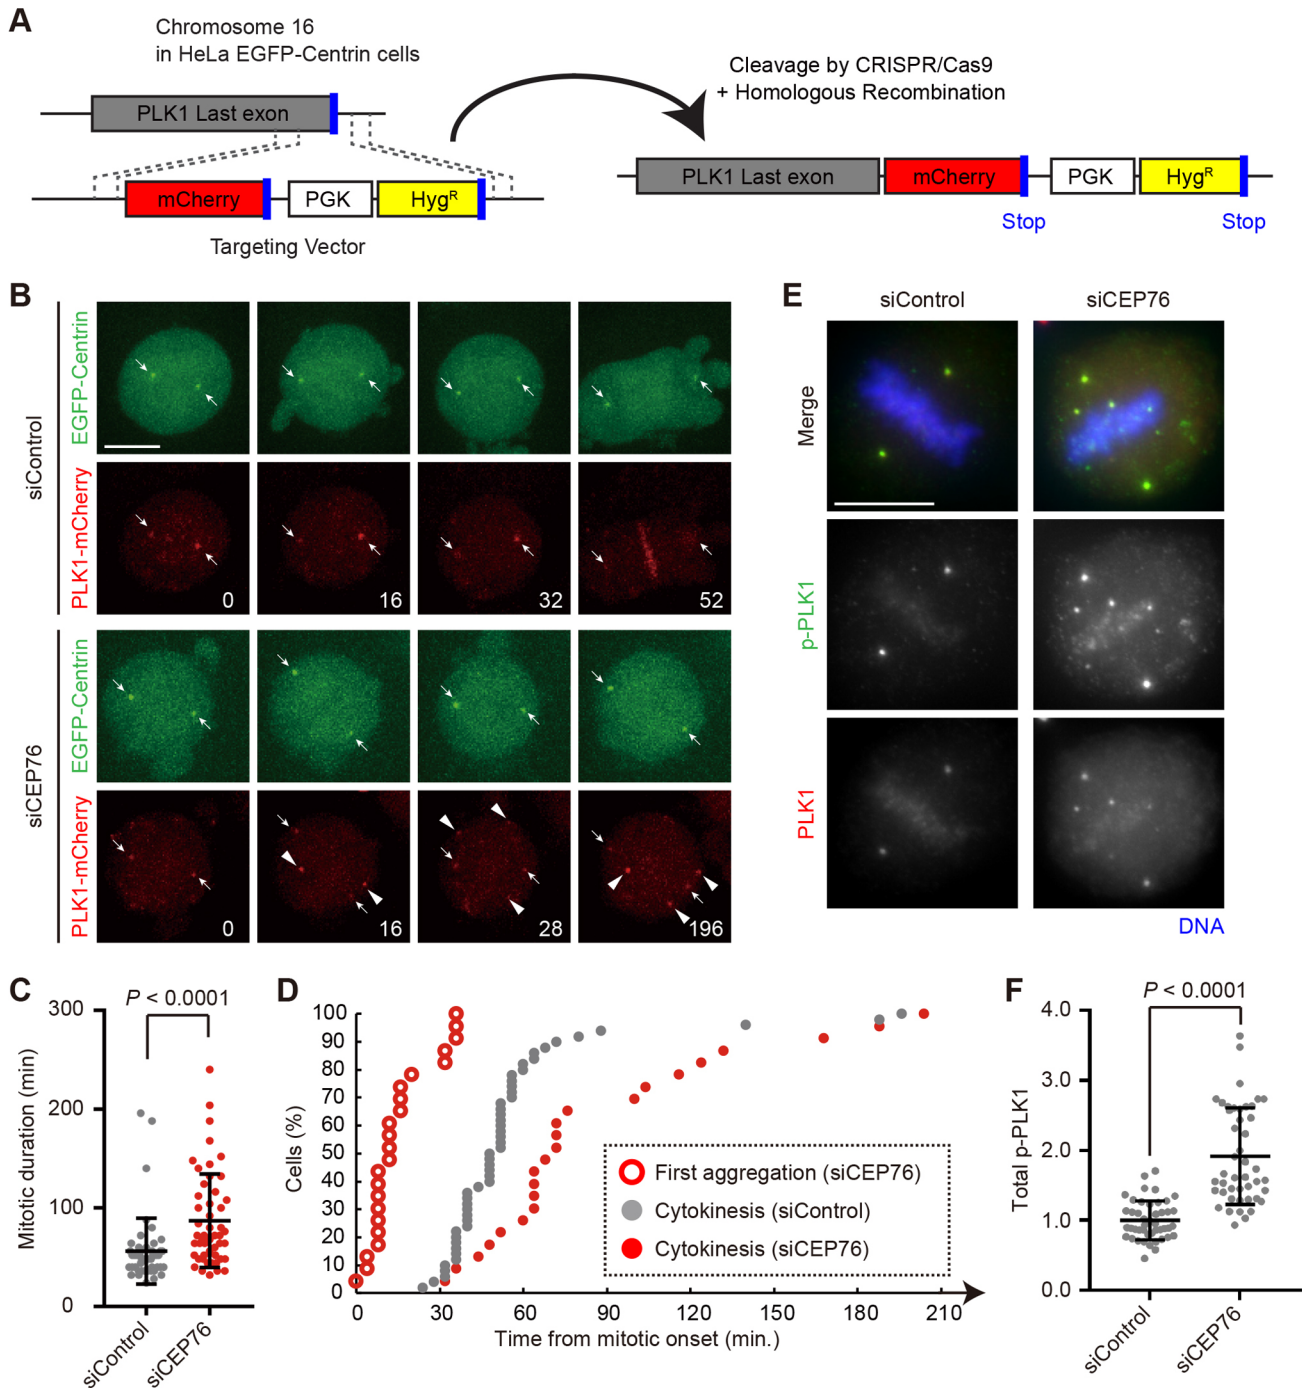 A
Chromosome 16
in HeLa EGFP-Centrin cells
PLK1 Last exon
mCherry
PGK
Hyg^R
Targeting Vector
Cleavage by CRISPR/Cas9
+ Homologous Recombination
PLK1 Last exon
mCherry
PGK
Hyg^R
Stop
Stop
B
siControl
EGFP-Centrin
PLK1-mCherry
0
16
32
52
siCEP76
EGFP-Centrin
PLK1-mCherry
0
16
28
196
E
siControl
siCEP76
Merge
p-PLK1
PLK1
DNA
C
P < 0.0001
Mitotic duration (min)
300
200
100
0
siControl
siCEP76
D
Cells (%)
100
90
80
70
60
50
40
30
20
10
0
0
30
60
90
120
150
180
210
Time from mitotic onset (min.)
First aggregation (siCEP76)
Cytokinesis (siControl)
Cytokinesis (siCEP76)
F
P < 0.0001
Total p-PLK1
4.0
3.0
2.0
1.0
0.0
siControl
siCEP76